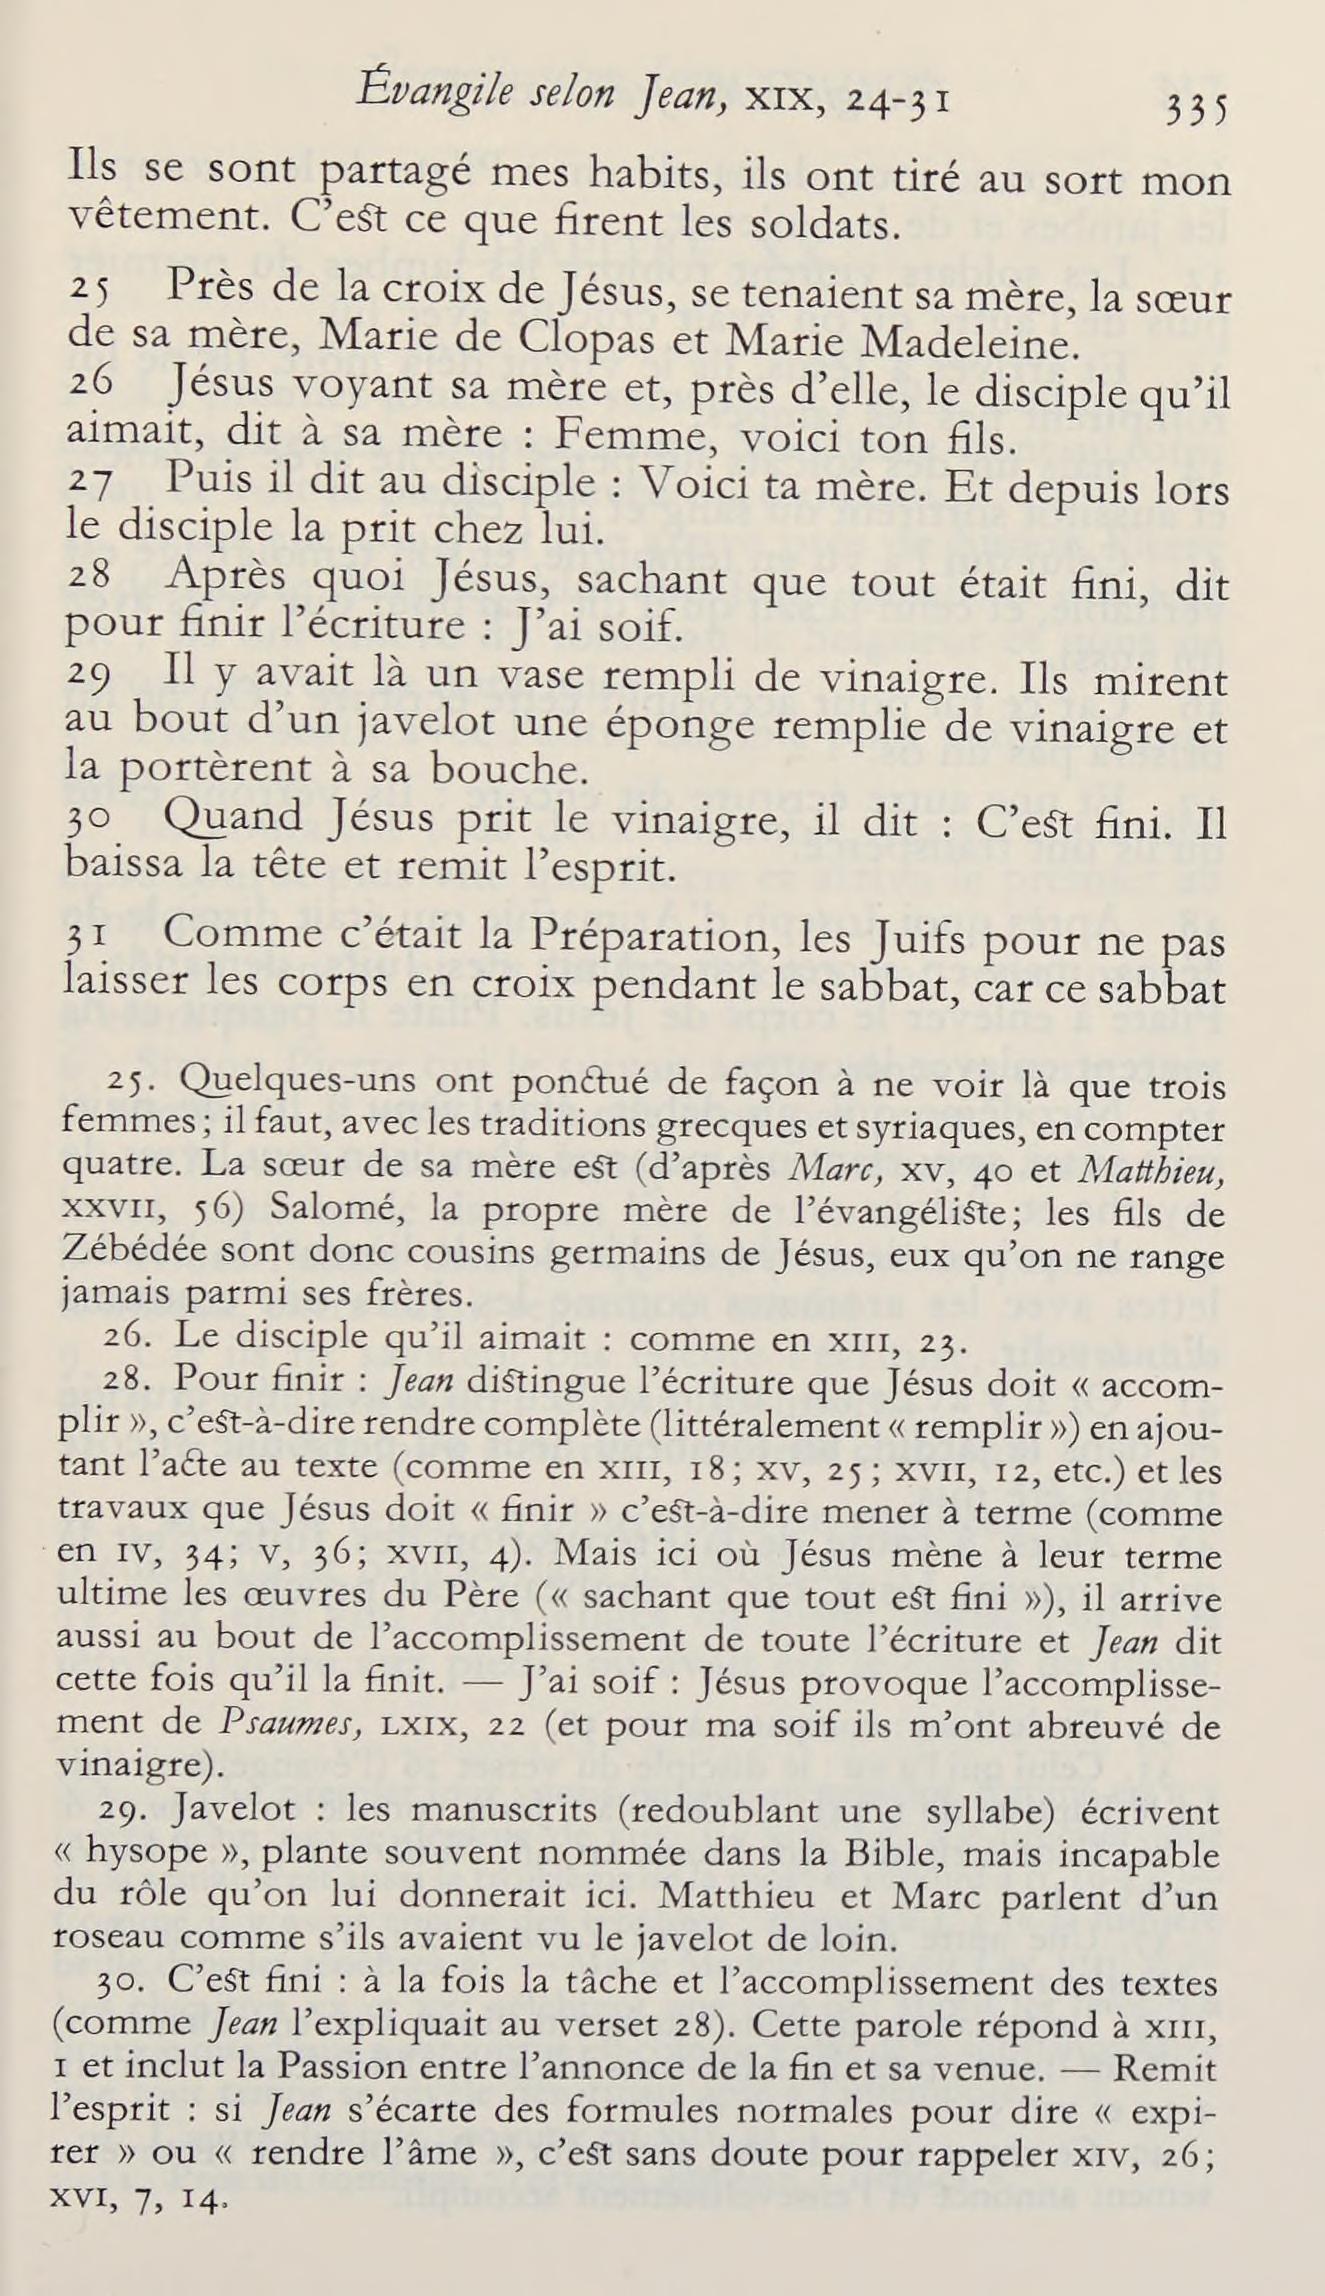 Évangile selon Jean, XIX, 24-31 335
Ils se sont partagé mes habits, ils ont tiré au sort mon
vêtement. C'est ce que firent les soldats.
25 Près de la croix de Jésus, se tenaient sa mère, la sœur
de sa mère, Marie de Clopas et Marie Madeleine.
26 Jésus voyant sa mère et, près d'elle, le disciple qu'il
aimait, dit à sa mère : Femme, voici ton fils.
27 Puis il dit au disciple : Voici ta mère. Et depuis lors
le disciple la prit chez lui.
28 Après quoi Jésus, sachant que tout était fini, dit
pour finir l'écriture : J'ai soif.
29 Il y avait là un vase rempli de vinaigre. Ils mirent
au bout d'un javelot une éponge remplie de vinaigre et
la portèrent à sa bouche.
30 Quand Jésus prit le vinaigre, il dit : C'est fini. Il
baissa la tête et remit l'esprit.
31 Comme c'était la Préparation, les Juifs pour ne pas
laisser les corps en croix pendant le sabbat, car ce sabbat
25. Quelques-uns ont ponctué de façon à ne voir là que trois
femmes; il faut, avec les traditions grecques et syriaques, en compter
quatre. La sœur de sa mère est (d'après Marc, XV, 40 et Matthieu,
XXVII, 56) Salomé, la propre mère de l'évangéliste; les fils de
Zébédée sont donc cousins germains de Jésus, eux qu'on ne range
jamais parmi ses frères.
26. Le disciple qu'il aimait : comme en XIII, 23.
28. Pour finir : Jean distingue l'écriture que Jésus doit « accom-
plir », c'est-à-dire rendre complète (littéralement « remplir ») en ajou-
tant l'acte au texte (comme en XIII, 18; XV, 25; XVII, 12, etc.) et les
travaux que Jésus doit « finir » c'est-à-dire mener à terme (comme
en IV, 34; V, 36; XVII, 4). Mais ici où Jésus mène à leur terme
ultime les œuvres du Père (« sachant que tout est fini »), il arrive
aussi au bout de l'accomplissement de toute l'écriture et Jean dit
cette fois qu'il la finit. — J'ai soif : Jésus provoque l'accomplisse-
ment de Psaumes, LXIX, 22 (et pour ma soif ils m'ont abreuvé de
vinaigre).
29. Javelot : les manuscrits (redoublant une syllabe) écrivent
« hysope », plante souvent nommée dans la Bible, mais incapable
du rôle qu'on lui donnerait ici. Matthieu et Marc parlent d'un
roseau comme s'ils avaient vu le javelot de loin.
30. C'est fini : à la fois la tâche et l'accomplissement des textes
(comme Jean l'expliquait au verset 28). Cette parole répond à XIII,
1 et inclut la Passion entre l'annonce de la fin et sa venue. — Remit
l'esprit : si Jean s'écarte des formules normales pour dire « expi-
rer » ou « rendre l'âme », c'est sans doute pour rappeler XIV, 26;
XVI, 7, 14.